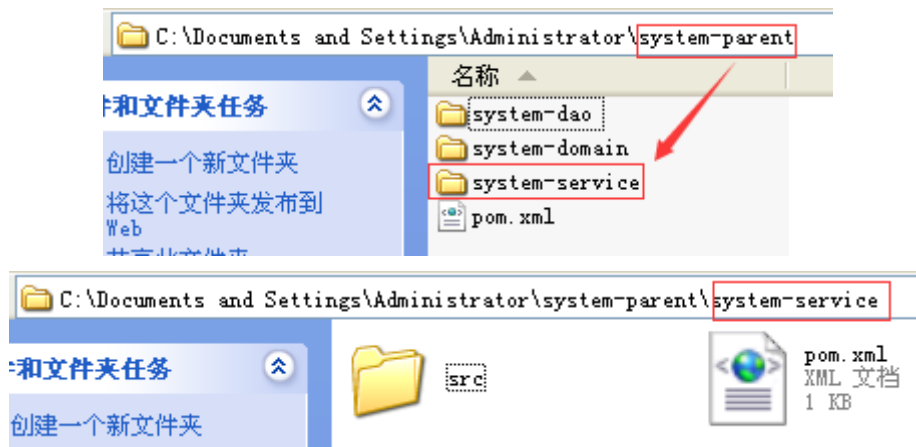 C:\Documents and Settings\Administrator\system-parent
名称
件和文件夹任务
system-dao
system-domain
创建一个新文件夹
system-service
将这个文件夹发布到
Web
pom.xml
C:\Documents and Settings\Administrator\system-parent\system-service
和文件夹任务
src
pom.xml
XML 文档
1 KB
创建一个新文件夹